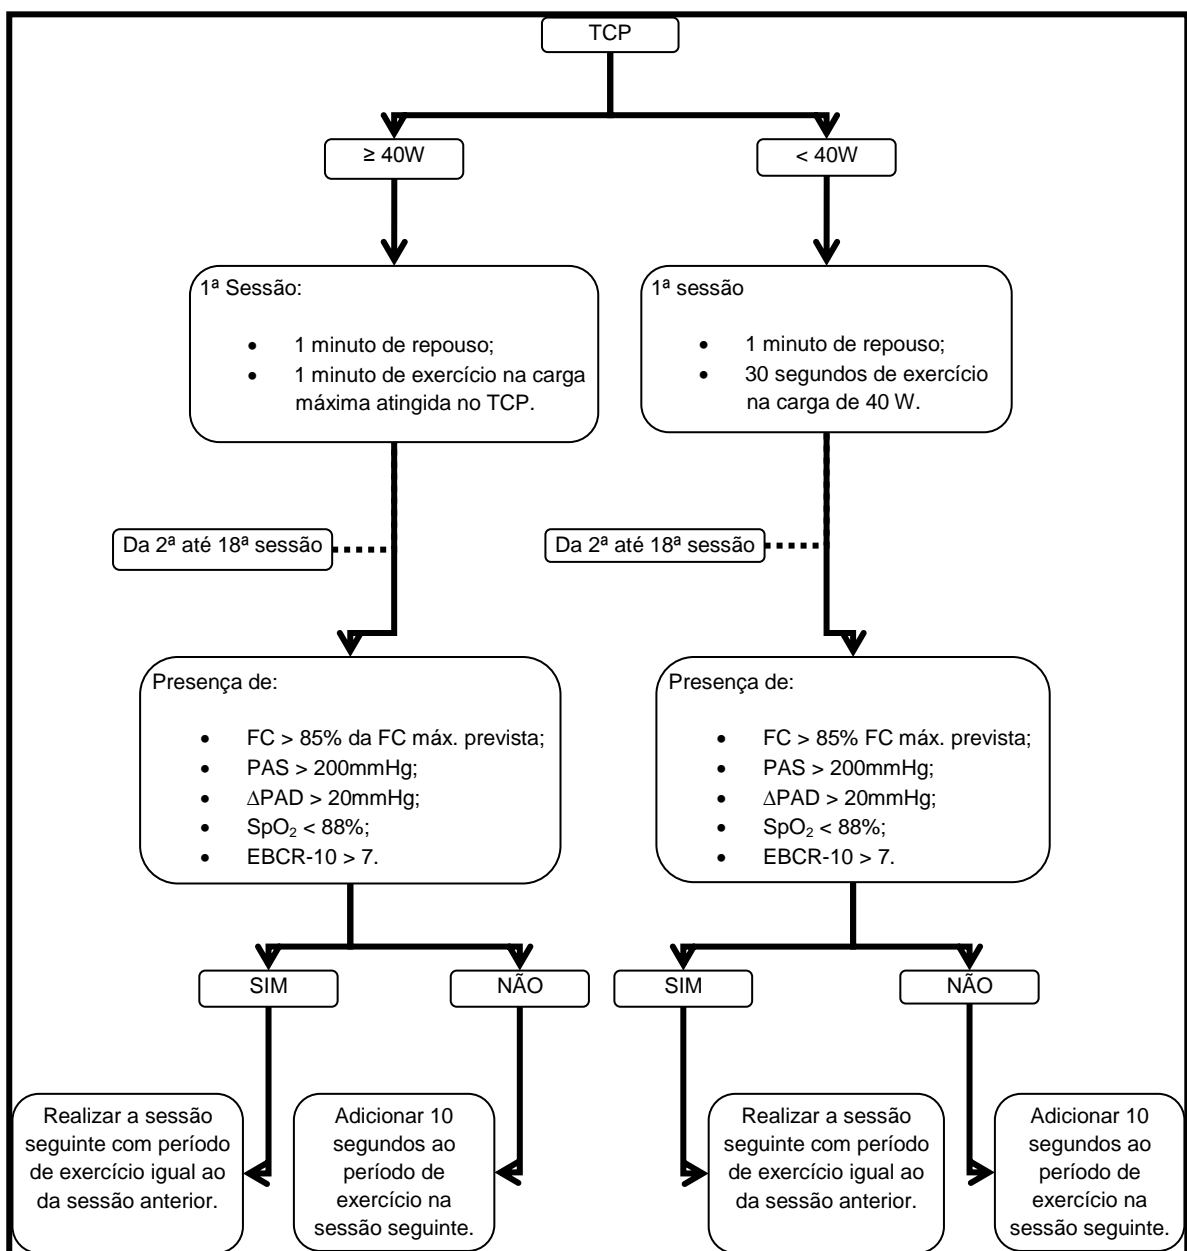 TCP
≥ 40W
< 40W
1ª Sessão:
• 1 minuto de repouso;
• 1 minuto de exercício na carga
máxima atingida no TCP.
1ª sessão
• 1 minuto de repouso;
• 30 segundos de exercício
na carga de 40 W.
Da 2ª até 18ª sessão
Da 2ª até 18ª sessão
Presença de:
• FC > 85% da FC máx. prevista;
• PAS > 200mmHg;
• ∆PAD > 20mmHg;
• SpO₂ < 88%;
• EBCR-10 > 7.
Presença de:
• FC > 85% FC máx. prevista;
• PAS > 200mmHg;
• ∆PAD > 20mmHg;
• SpO₂ < 88%;
• EBCR-10 > 7.
SIM
NÃO
SIM
NÃO
Realizar a sessão
seguinte com período
de exercício igual ao
da sessão anterior.
Adicionar 10
segundos ao
período de
exercício na
sessão seguinte.
Realizar a sessão
seguinte com período
de exercício igual ao
da sessão anterior.
Adicionar 10
segundos ao
período de
exercício na
sessão seguinte.